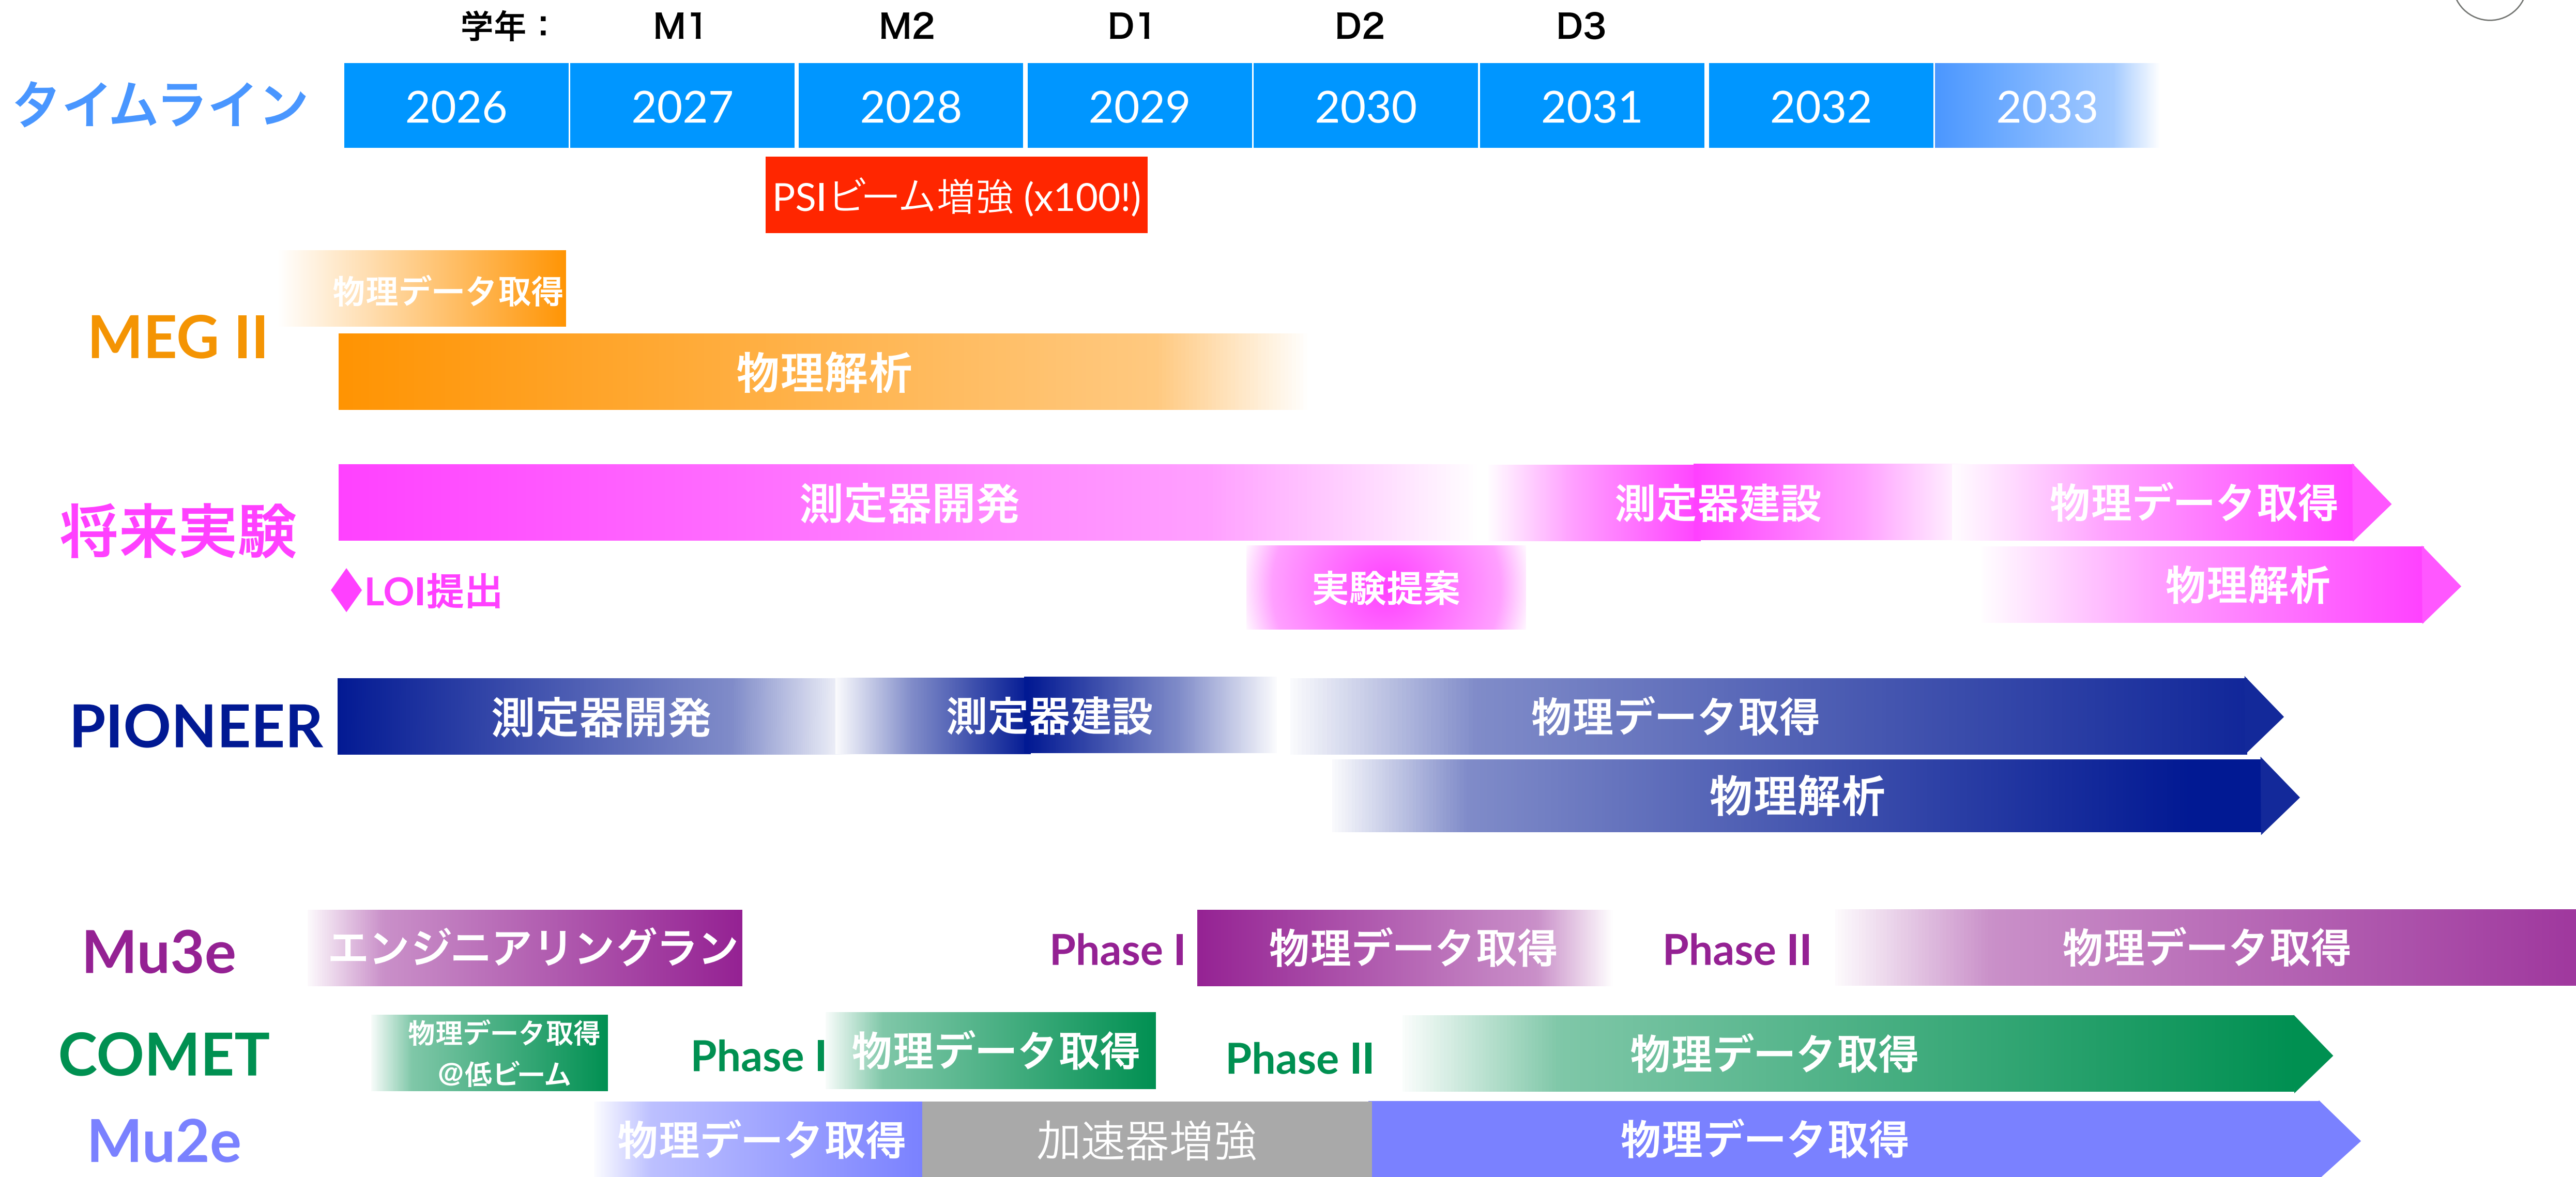 学年： M1 M2 D1 D2 D3
タイムライン 2026 2027 2028 2029 2030 2031 2032 2033
PSIビーム増強 (x100!)
物理データ取得
MEG II
物理解析
将来実験 測定器開発 測定器建設 物理データ取得
◆LOI提出 実験提案 物理解析
PIONEER 測定器開発 測定器建設 物理データ取得
物理解析
Mu3e エンジニアリングラン Phase I 物理データ取得 Phase II 物理データ取得
COMET 物理データ取得
@低ビーム
Phase I 物理データ取得 Phase II 物理データ取得
Mu2e 物理データ取得 加速器増強 物理データ取得